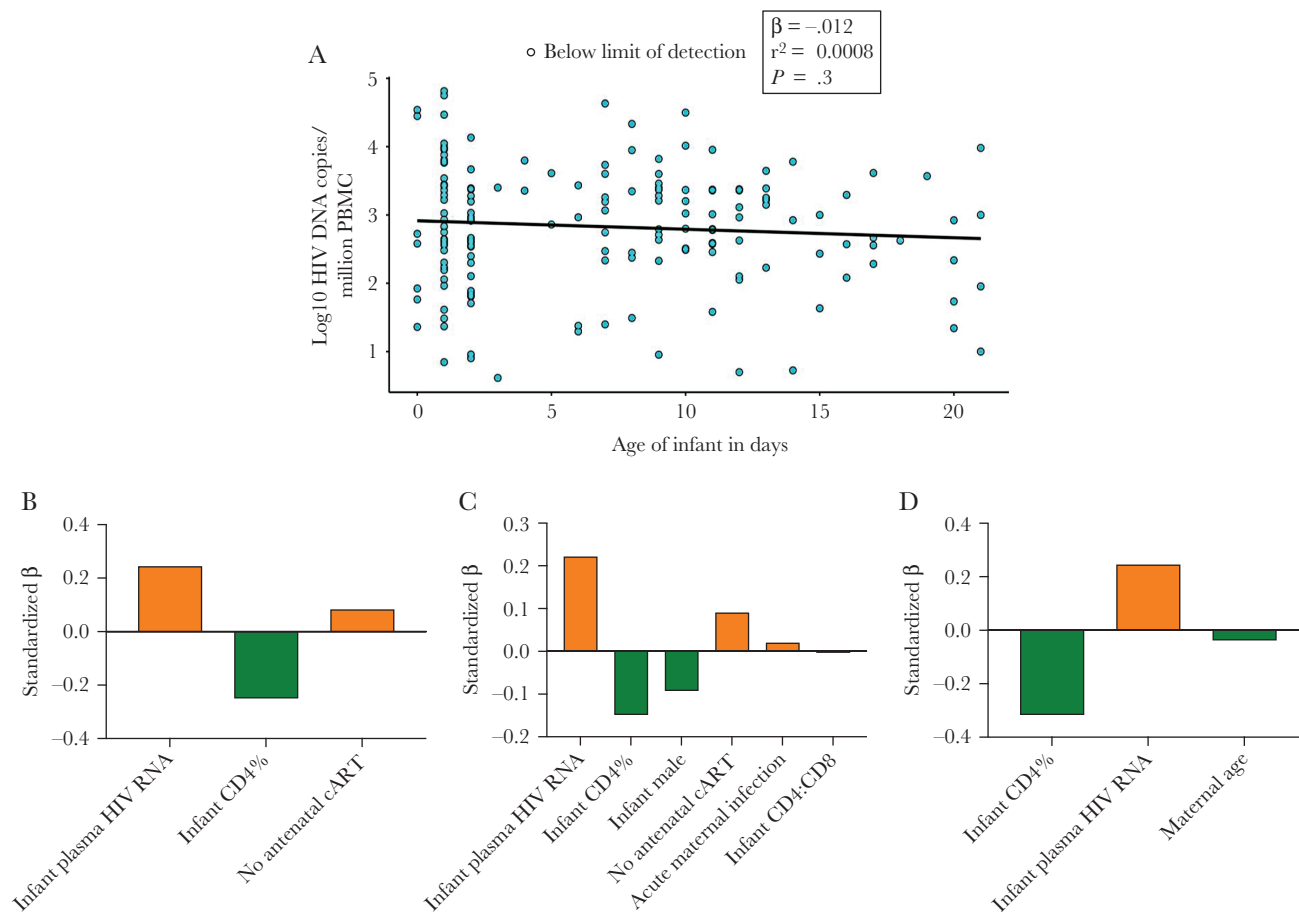 A
Below limit of detection
β = –.012
r² = 0.0008
P = .3
Log10 HIV DNA copies/
million PBMC
5
4
3
2
1
0
5
10
15
20
Age of infant in days
B
Standardized β
0.4
0.2
0.0
–0.2
–0.4
Infant plasma HIV RNA
Infant CD4%
No antenatal cART
C
Standardized β
0.3
0.2
0.1
0.0
–0.1
–0.2
Infant plasma HIV RNA
Infant CD4%
Infant male
No antenatal cART
Acute maternal infection
Infant CD4:CD8
D
Standardized β
0.4
0.2
0.0
–0.2
–0.4
Infant CD4%
Infant plasma HIV RNA
Maternal age